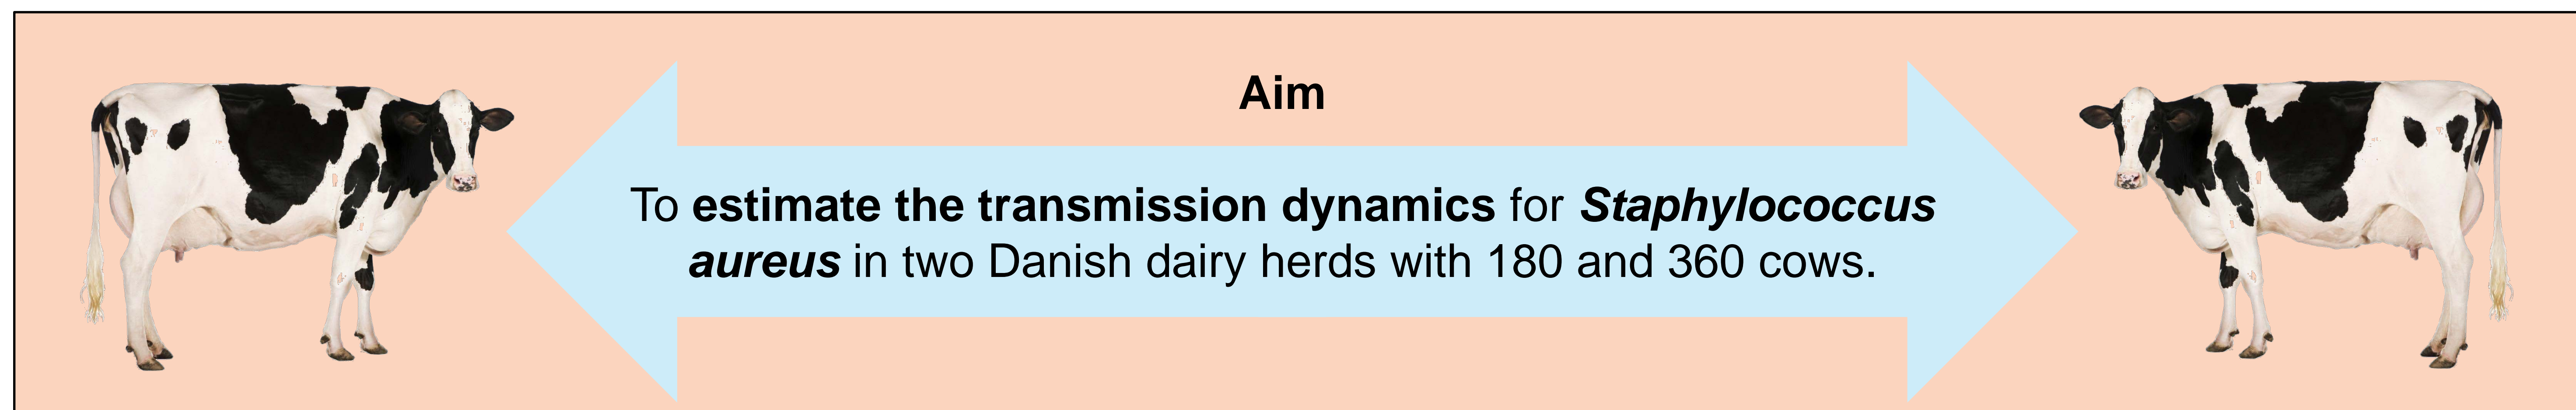 Aim
To estimate the transmission dynamics for Staphylococcus
aureus in two Danish dairy herds with 180 and 360 cows.